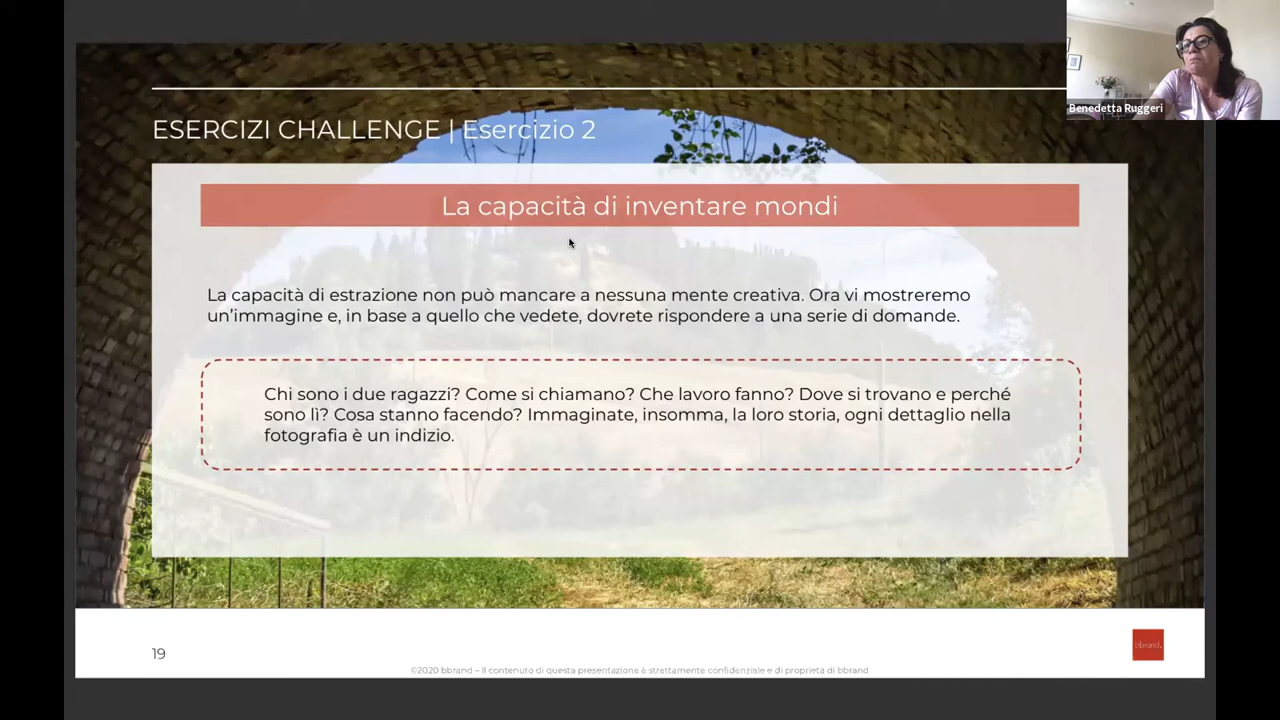 Benedetta Ruggeri
ESERCIZI CHALLENGE | Esercizio 2
La capacità di inventare mondi
La capacità di estrazione non può mancare a nessuna mente creativa. Ora vi mostreremo
un'immagine e, in base a quello che vedete, dovrete rispondere a una serie di domande.
Chi sono i due ragazzi? Come si chiamano? Che lavoro fanno? Dove si trovano e perché
sono lì? Cosa stanno facendo? Immaginate, insomma, la loro storia, ogni dettaglio nella
fotografia è un indizio.
19
bbrand.
©2020 bbrand – Il contenuto di questa presentazione è strettamente confidenziale e di proprietà di bbrand